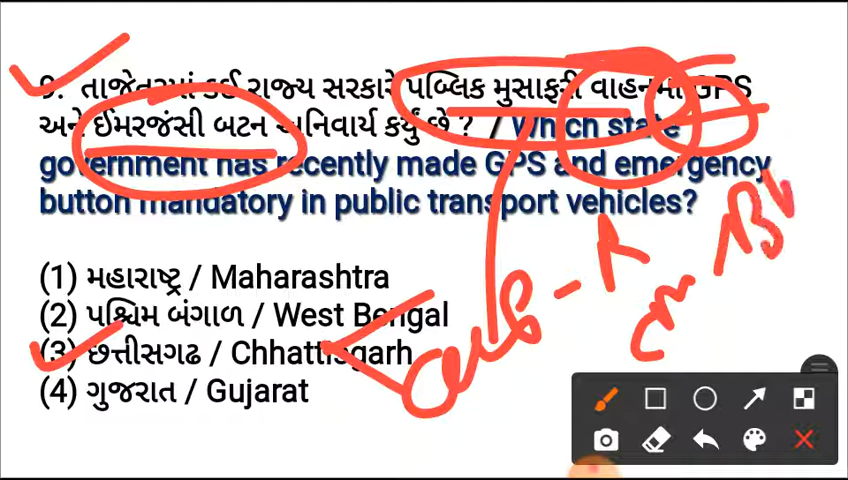 9. તાજેતરમાં કઈ રાજ્ય સરકારે પબ્લિક મુસાફરી વાહનમાં GPS
અને ઈમરજંસી બટન અનિવાર્ય કર્યું છે ? / Which state
government has recently made GPS and emergency
button mandatory in public transport vehicles?
(1) મહારાષ્ટ્ર / Maharashtra
(2) પશ્ચિમ બંગાળ / West Bengal
(3) છત્તીસગઢ / Chhattisgarh
(4) ગુજરાત / Gujarat